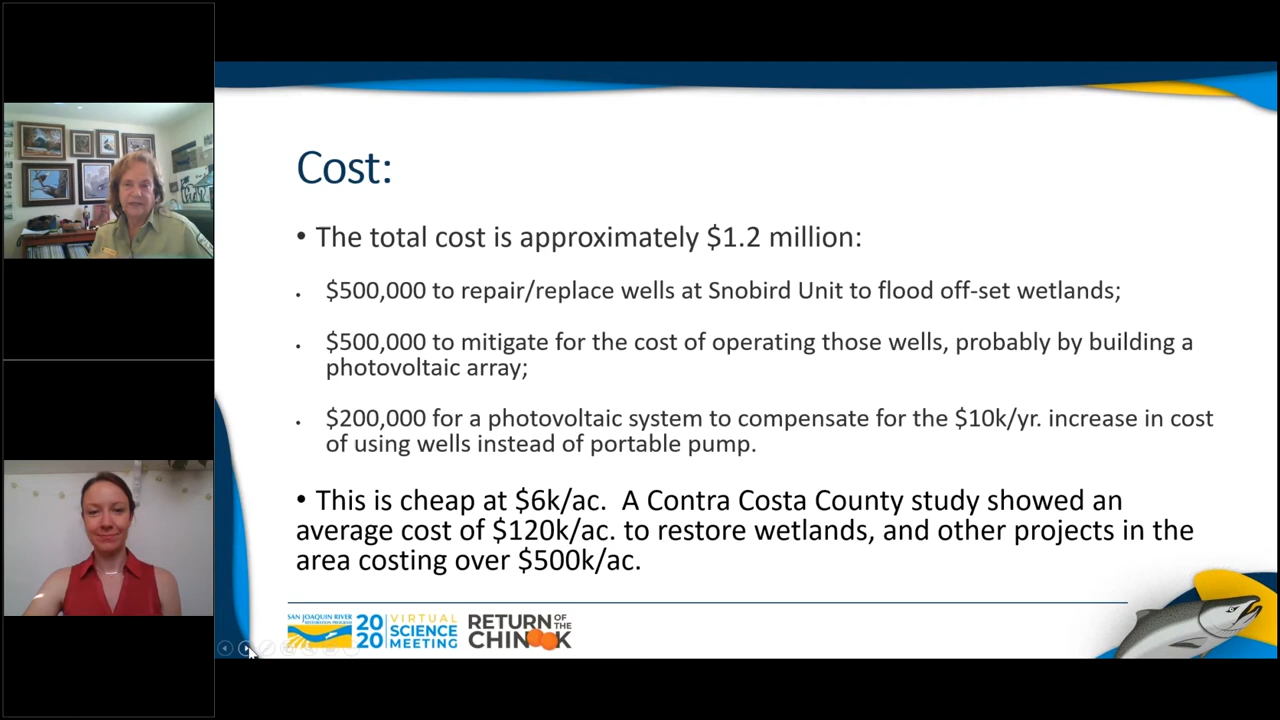 Cost:
• The total cost is approximately $1.2 million:
• $500,000 to repair/replace wells at Snobird Unit to flood off-set wetlands;
• $500,000 to mitigate for the cost of operating those wells, probably by building a
photovoltaic array;
• $200,000 for a photovoltaic system to compensate for the $10k/yr. increase in cost
of using wells instead of portable pump.
• This is cheap at $6k/ac.  A Contra Costa County study showed an
average cost of $120k/ac. to restore wetlands, and other projects in the
area costing over $500k/ac.
SAN JOAQUIN RIVER
RESTORATION PROGRAM
2020
VIRTUAL
SCIENCE
MEETING
RETURN OF THE
CHINOOK